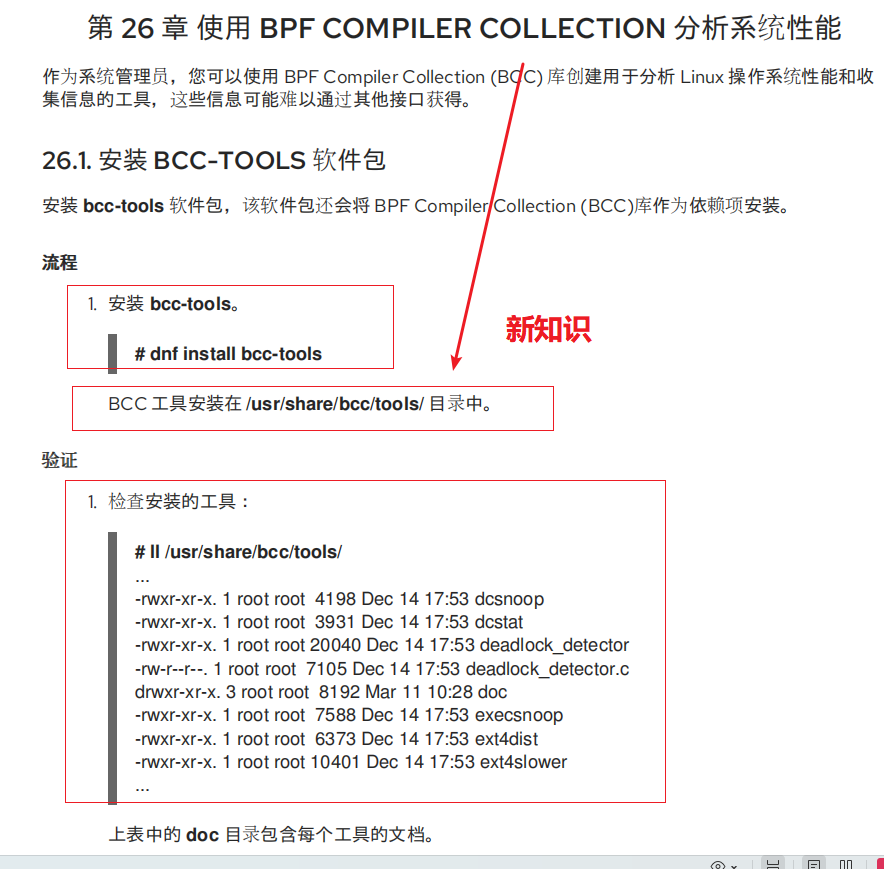 第 26 章 使用 BPF COMPILER COLLECTION 分析系统性能
作为系统管理员，您可以使用 BPF Compiler Collection (BCC) 库创建用于分析 Linux 操作系统性能和收
集信息的工具，这些信息可能难以通过其他接口获得。
26.1. 安装 BCC-TOOLS 软件包
安装 bcc-tools 软件包，该软件包还会将 BPF Compiler Collection (BCC)库作为依赖项安装。
流程
1. 安装 bcc-tools。
新知识
# dnf install bcc-tools
BCC 工具安装在 /usr/share/bcc/tools/ 目录中。
验证
1. 检查安装的工具：
# ll /usr/share/bcc/tools/
...
-rwxr-xr-x. 1 root root 4198 Dec 14 17:53 dcsnoop
-rwxr-xr-x. 1 root root 3931 Dec 14 17:53 dcstat
-rwxr-xr-x. 1 root root 20040 Dec 14 17:53 deadlock_detector
-rw-r--r--. 1 root root 7105 Dec 14 17:53 deadlock_detector.c
drwxr-xr-x. 3 root root 8192 Mar 11 10:28 doc
-rwxr-xr-x. 1 root root 7588 Dec 14 17:53 execsnoop
-rwxr-xr-x. 1 root root 6373 Dec 14 17:53 ext4dist
-rwxr-xr-x. 1 root root 10401 Dec 14 17:53 ext4slower
...
上表中的 doc 目录包含每个工具的文档。